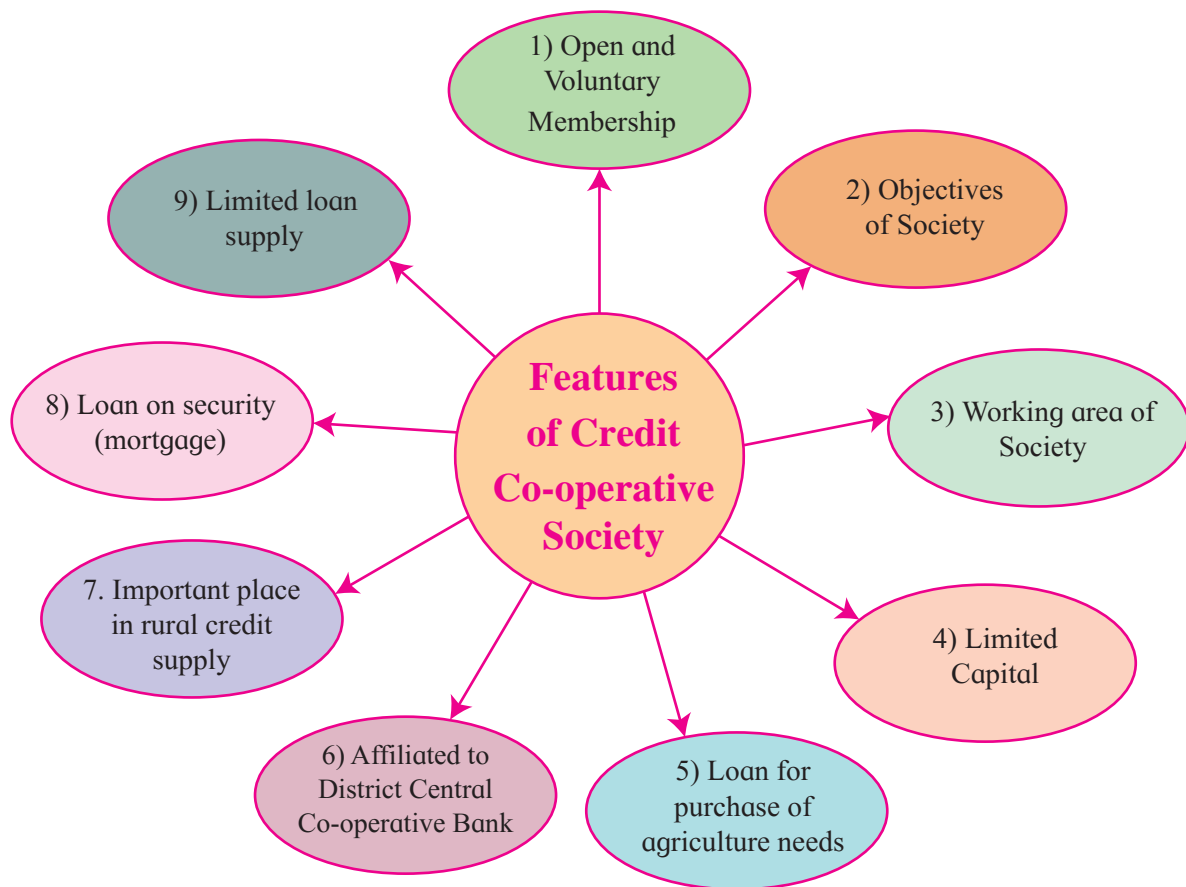 1) Open and
Voluntary
Membership
2) Objectives
of Society
3) Working area of
Society
4) Limited
Capital
5) Loan for
purchase of
agriculture needs
6) Affiliated to
District Central
Co-operative Bank
7. Important place
in rural credit
supply
8) Loan on security
(mortgage)
9) Limited loan
supply
Features
of Credit
Co-operative
Society